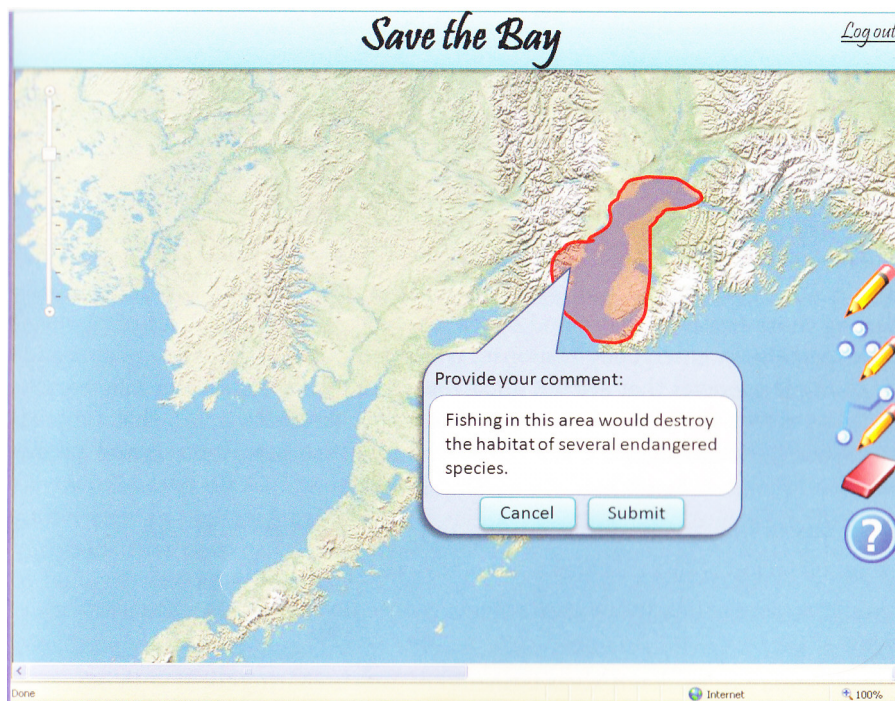 Save the Bay
Log out
Provide your comment:
Fishing in this area would destroy
the habitat of several endangered
species.
Cancel
Submit
?
Done
Internet
100%